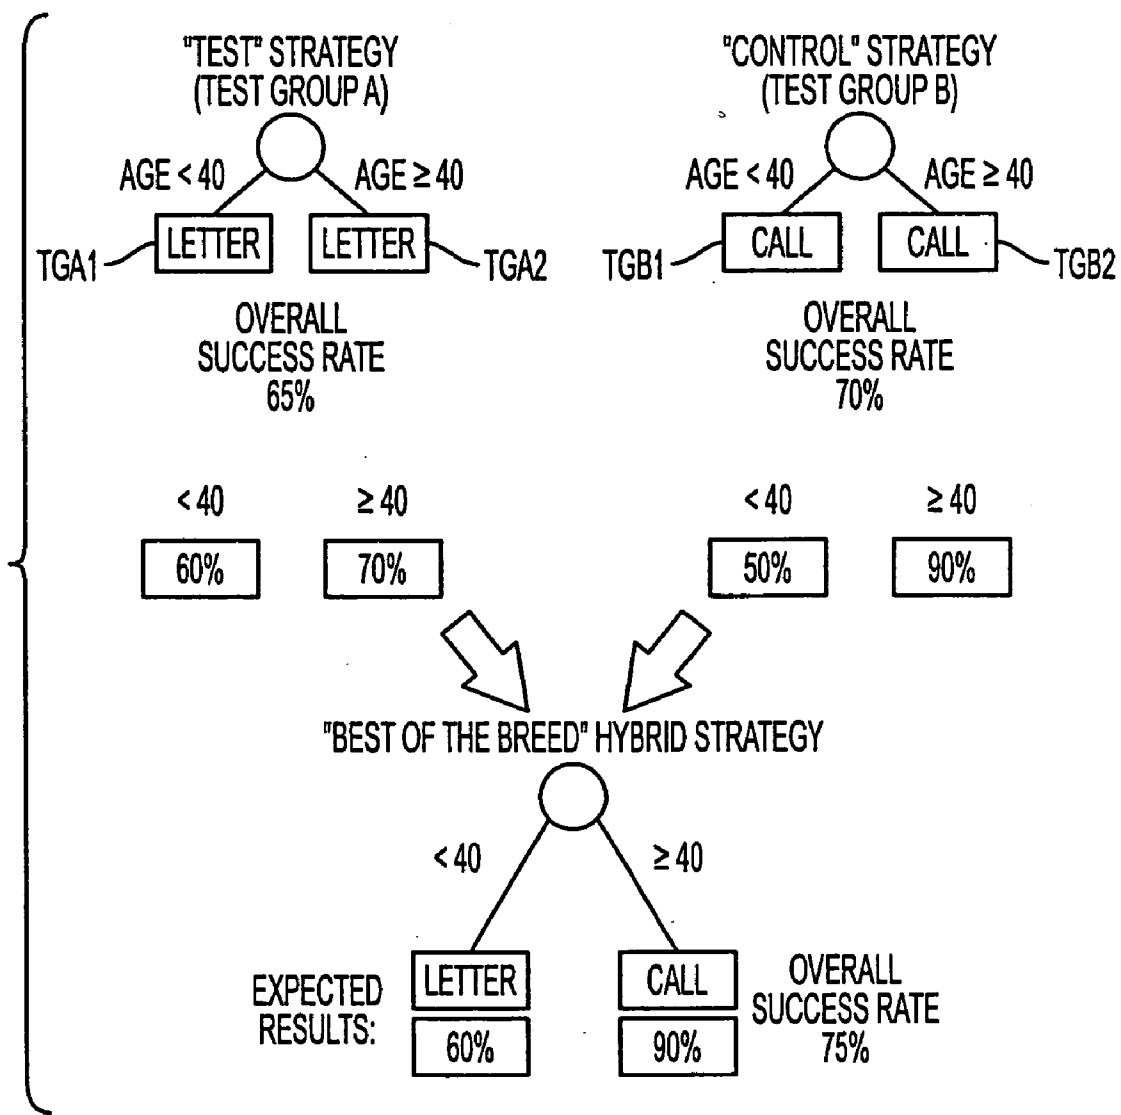 "TEST" STRATEGY
(TEST GROUP A)
AGE < 40
AGE ≥ 40
LETTER
LETTER
TGA1
TGA2
OVERALL
SUCCESS RATE
65%
"CONTROL" STRATEGY
(TEST GROUP B)
AGE < 40
AGE ≥ 40
CALL
CALL
TGB1
TGB2
OVERALL
SUCCESS RATE
70%
< 40
≥ 40
60%
70%
< 40
≥ 40
50%
90%
"BEST OF THE BREED" HYBRID STRATEGY
< 40
≥ 40
LETTER
CALL
EXPECTED
RESULTS:
60%
90%
OVERALL
SUCCESS RATE
75%